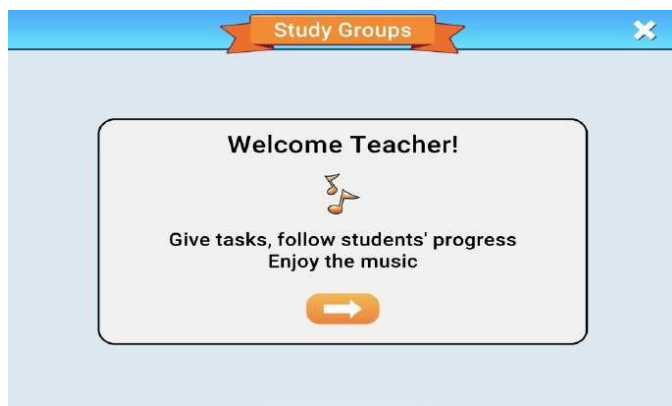 Study Groups
Welcome Teacher!
Give tasks, follow students' progress
Enjoy the music